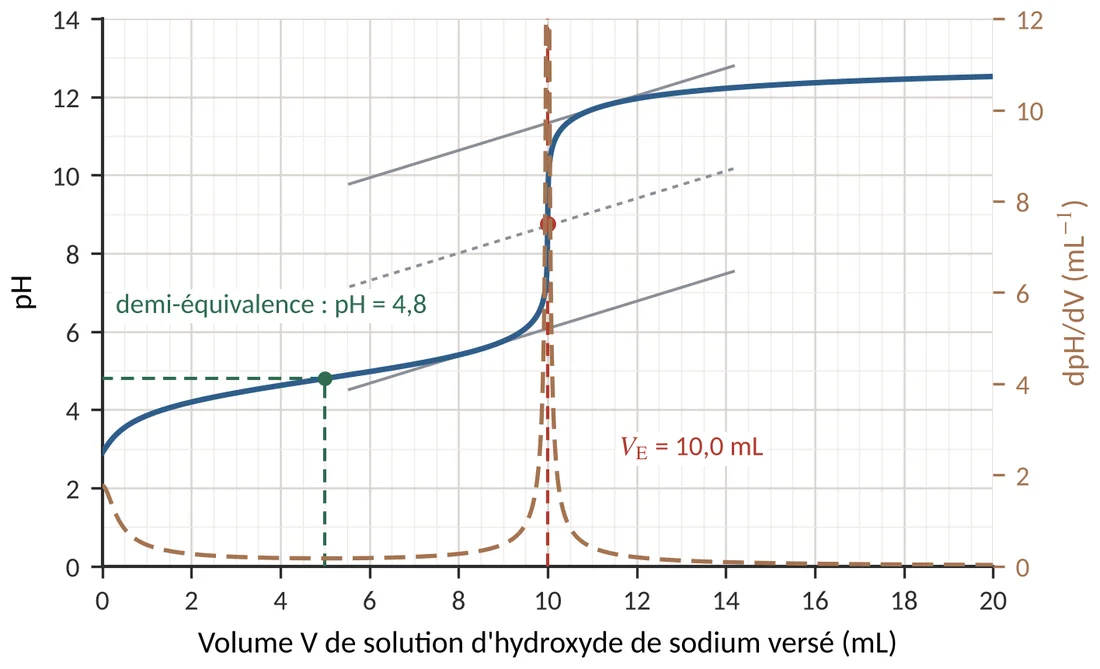 14
12
10
8
6
4
2
0
pH
12
10
8
6
4
2
0
dpH/dV (mL⁻¹)
demi-équivalence : pH = 4,8
V_E = 10,0 mL
0 2 4 6 8 10 12 14 16 18 20
Volume V de solution d'hydroxyde de sodium versé (mL)